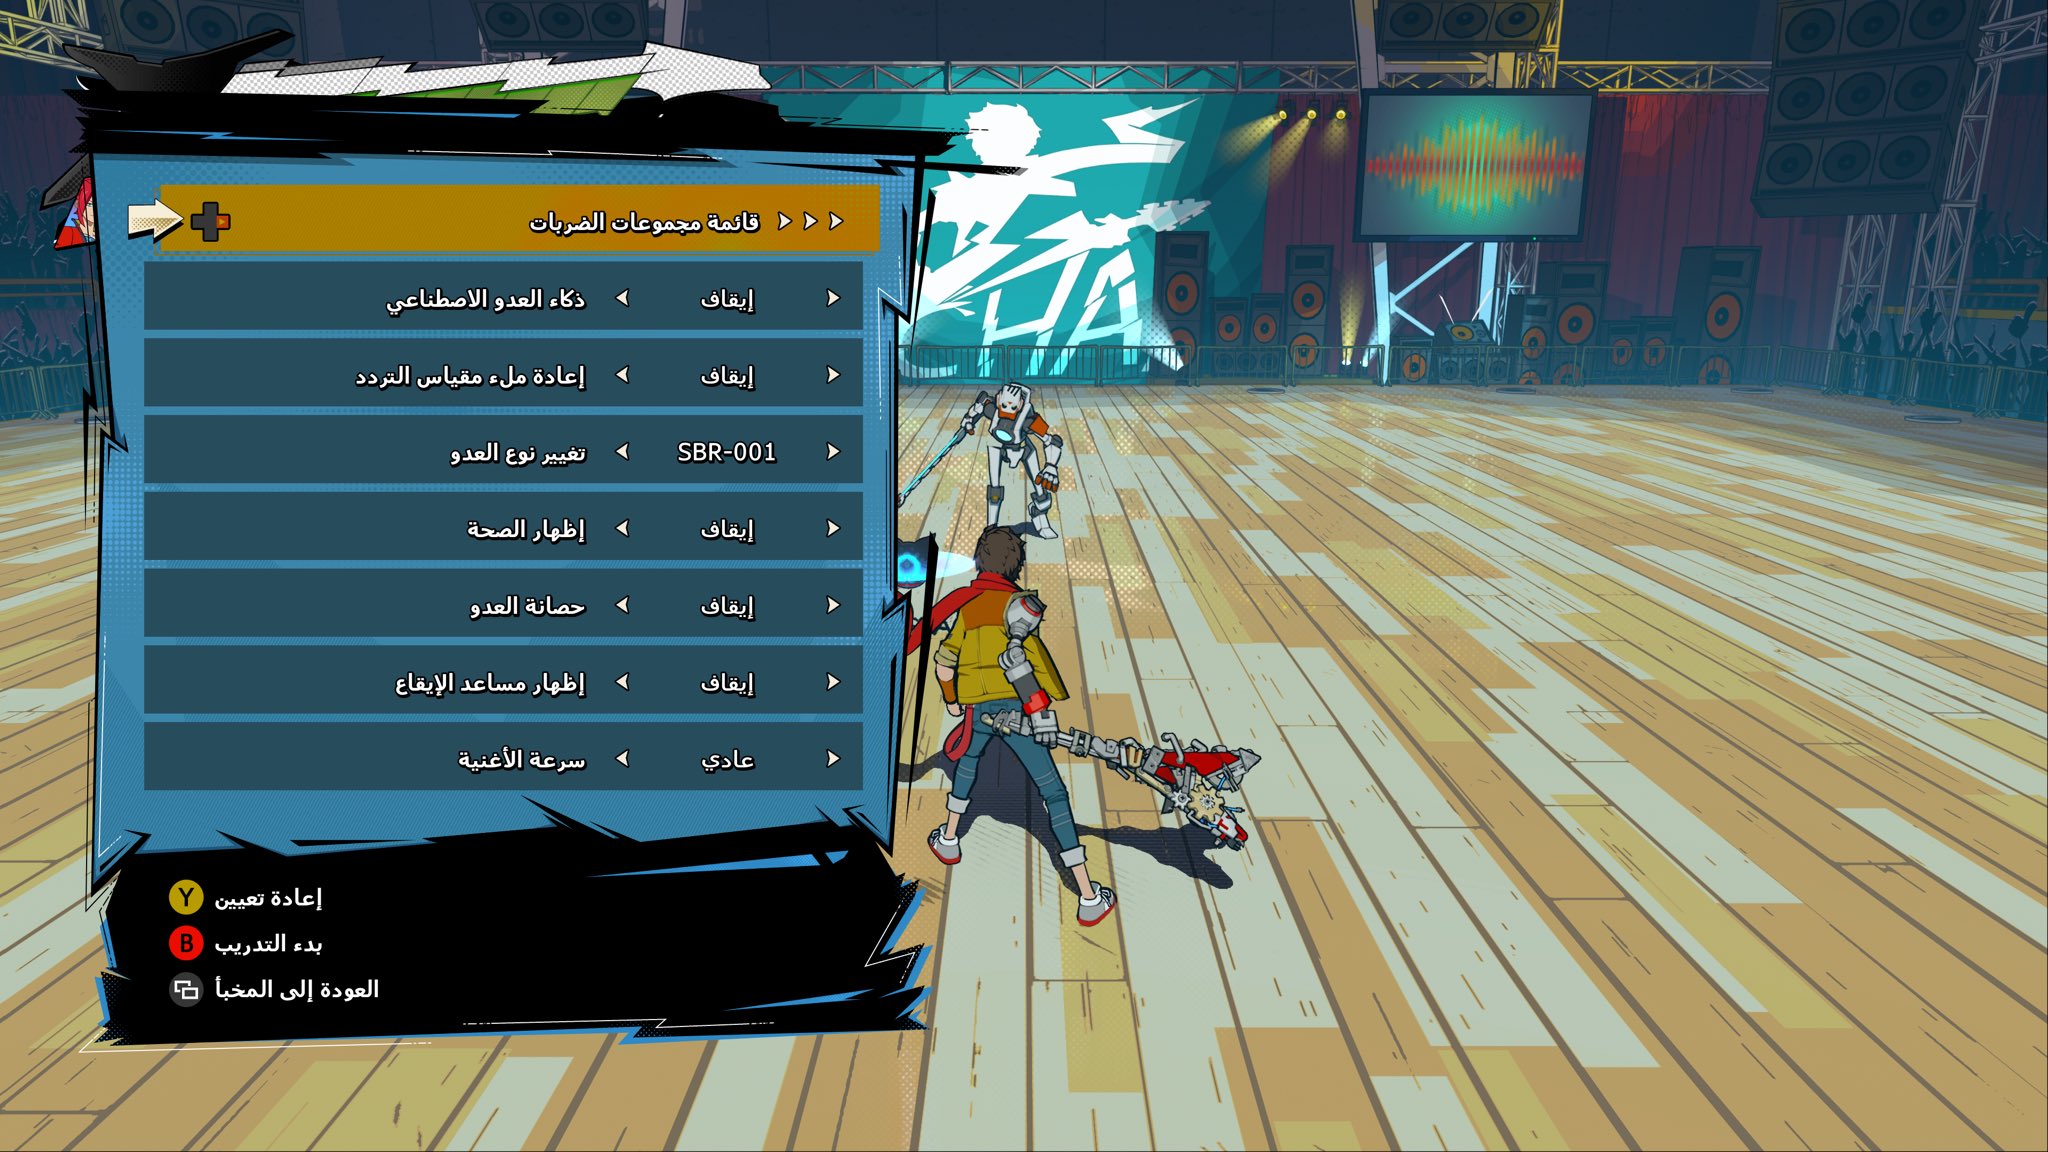 قائمة مجموعات الضربات
ذكاء العدو الاصطناعي إيقاف
إعادة ملء مقياس التردد إيقاف
تغيير نوع العدو SBR-001
إظهار الصحة إيقاف
حصانة العدو إيقاف
إظهار مساعد الإيقاع إيقاف
سرعة الأغنية عادي
Y إعادة تعيين
B بدء التدريب
العودة إلى المخبأ